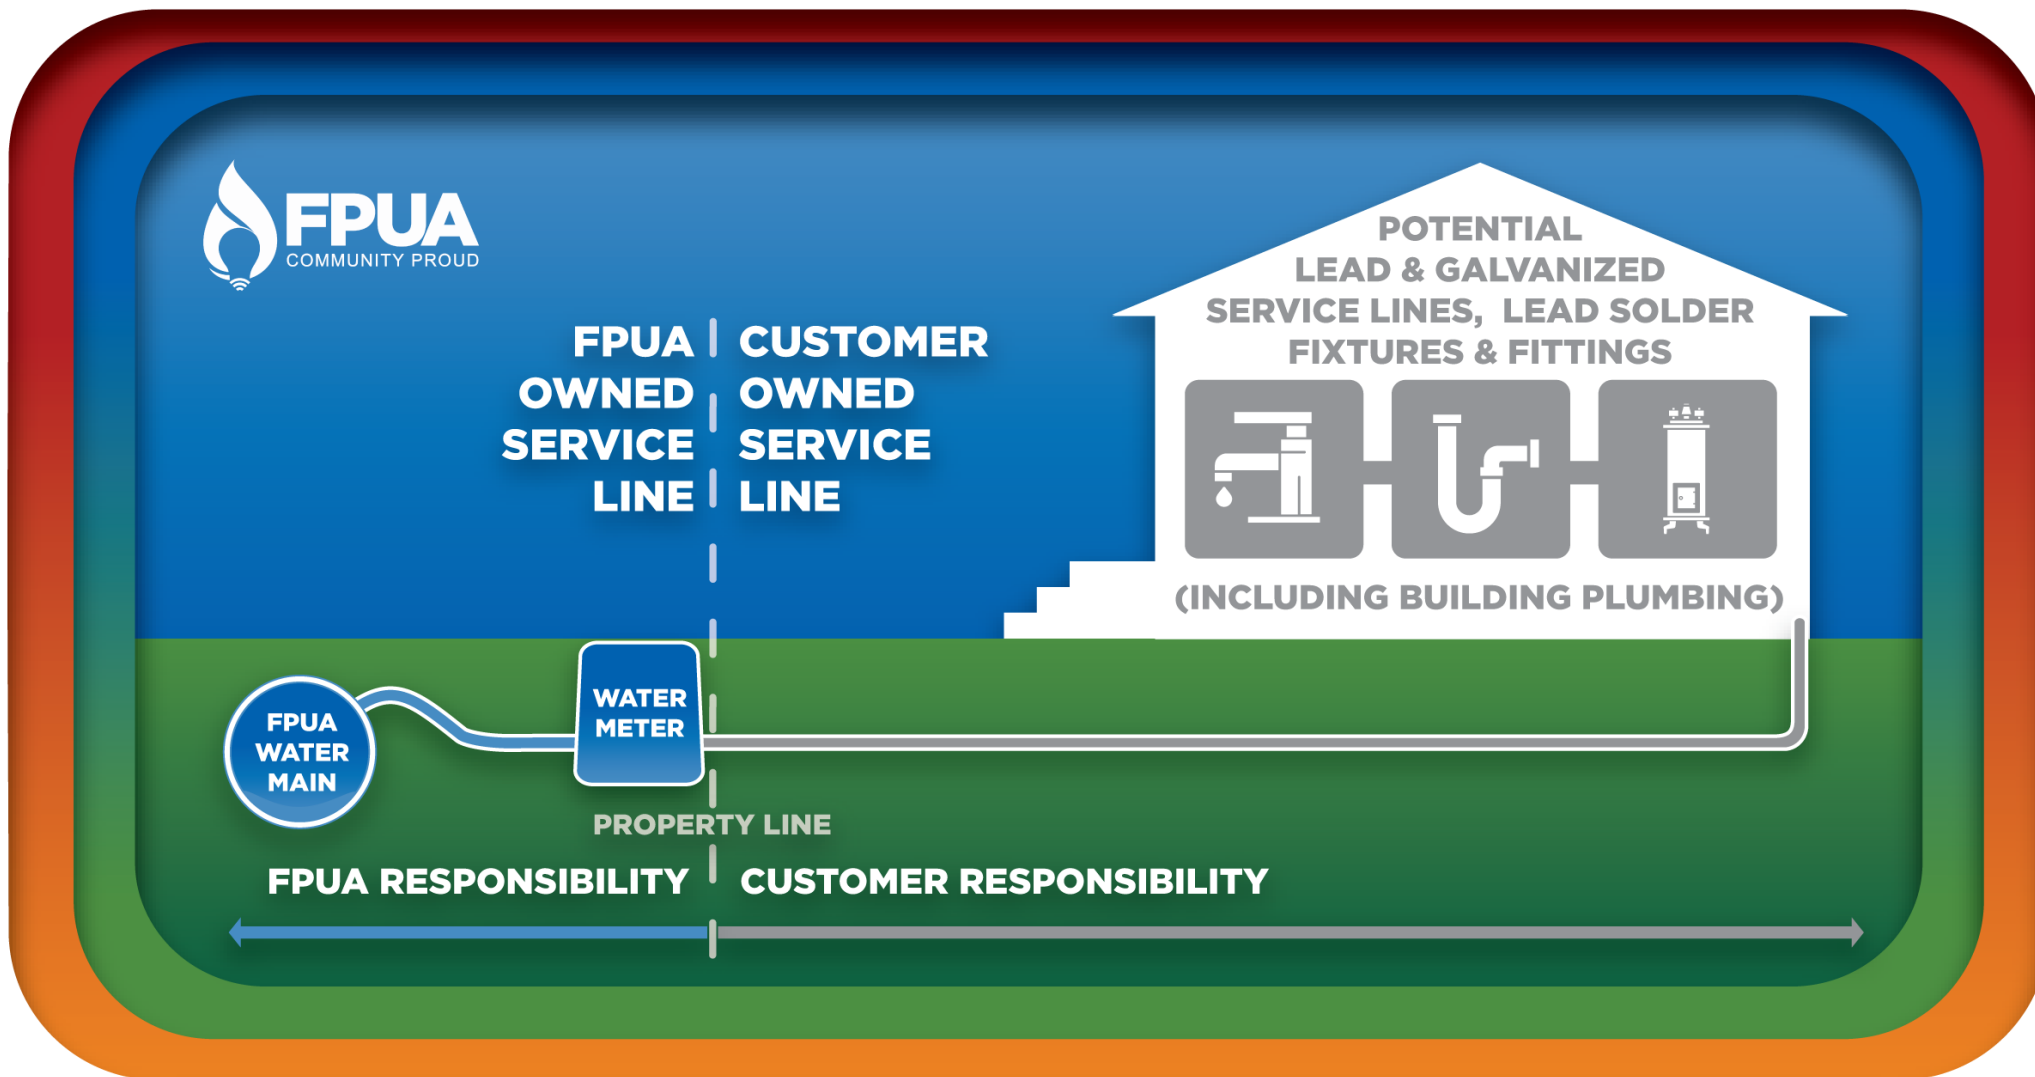 FPUA
COMMUNITY PROUD
FPUA
OWNED
SERVICE
LINE
CUSTOMER
OWNED
SERVICE
LINE
POTENTIAL
LEAD & GALVANIZED
SERVICE LINES, LEAD SOLDER
FIXTURES & FITTINGS
(INCLUDING BUILDING PLUMBING)
FPUA
WATER
MAIN
WATER
METER
PROPERTY LINE
FPUA RESPONSIBILITY
CUSTOMER RESPONSIBILITY